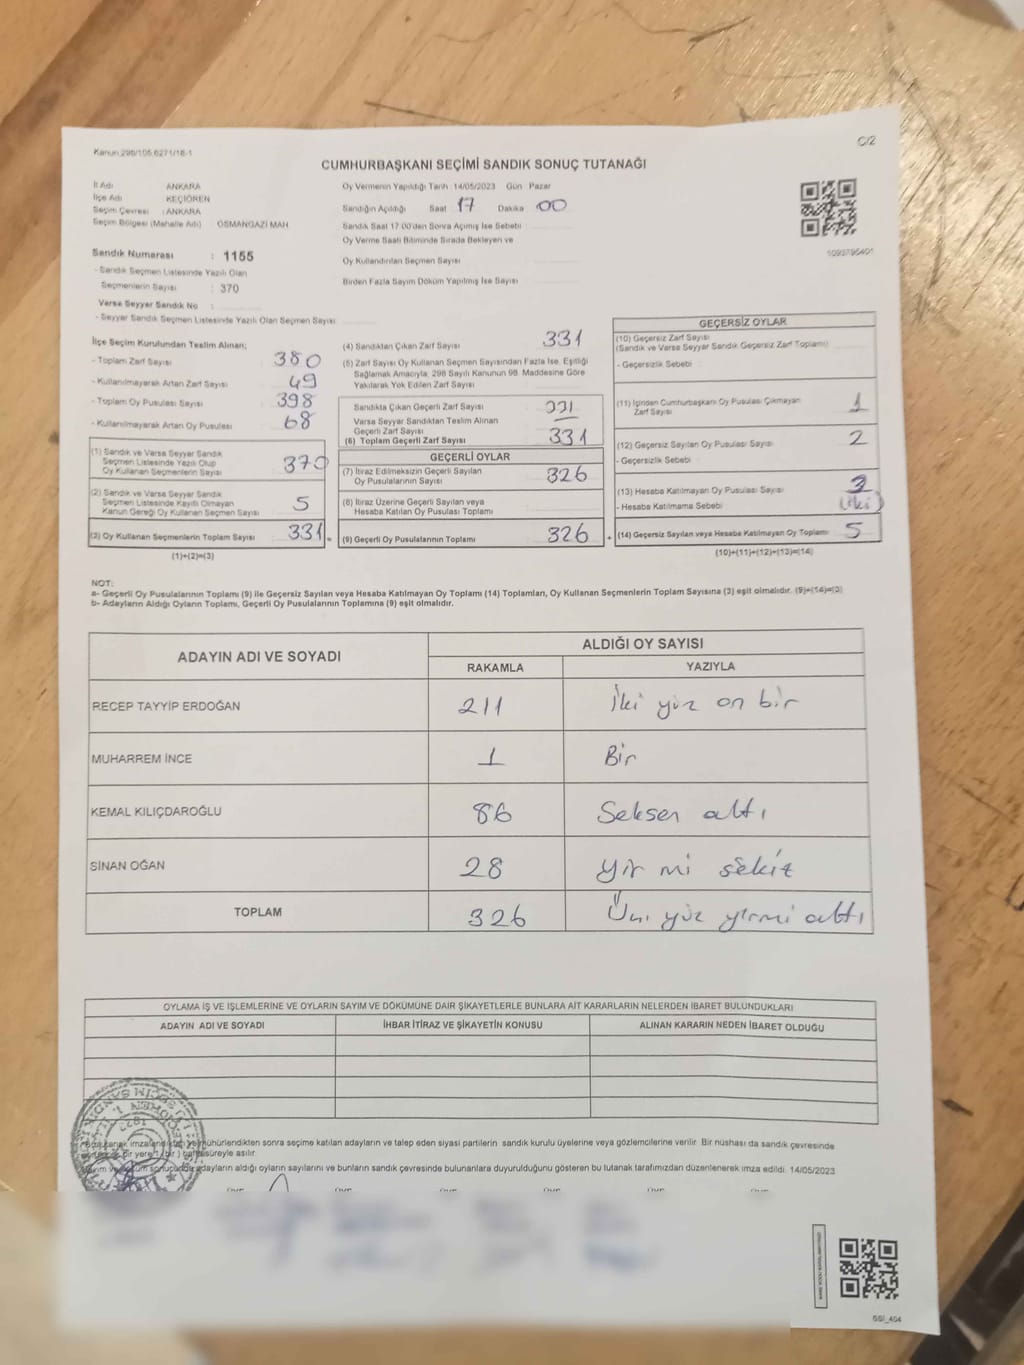 Kanun:298/105,6271/18-1
C/2
CUMHURBAŞKANI SEÇİMİ SANDIK SONUÇ TUTANAĞI
İl Adı ANKARA
İlçe Adı KEÇİÖREN
Seçim Çevresi : ANKARA
Seçim Bölgesi (Mahalle Adı) OSMANGAZİ MAH.
Sandık Numarası : 1155
- Sandık Seçmen Listesinde Yazılı Olan
Seçmenlerin Sayısı : 370
Varsa Seyyar Sandık No :
- Seyyar Sandık Seçmen Listesinde Yazılı Olan Seçmen Sayısı
Oy Vermenin Yapıldığı Tarih 14/05/2023 Gün Pazar
Sandığın Açıldığı Saat 17 Dakika 00
Sandık Saat 17.00'den Sonra Açılmış İse Sebebi
Oy Verme Saati Bitiminde Sırada Bekleyen ve
Oy Kullandırılan Seçmen Sayısı
Birden Fazla Sayım Döküm Yapılmış İse Sayısı
1093795401
İlçe Seçim Kurulundan Teslim Alınan;
- Toplam Zarf Sayısı 380
- Kullanılmayarak Artan Zarf Sayısı 49
- Toplam Oy Pusulası Sayısı 398
- Kullanılmayarak Artan Oy Pusulası 68
(1) Sandık ve Varsa Seyyar Sandık
Seçmen Listesinde Yazılı Olup
Oy Kullanan Seçmenlerin Sayısı 370
(2) Sandık ve Varsa Seyyar Sandık
Seçmen Listesinde Kayıtlı Olmayan
Kanun Gereği Oy Kullanan Seçmen Sayısı 5
(3) Oy Kullanan Seçmenlerin Toplam Sayısı 331 =
(1)+(2)=(3)
(4) Sandıktan Çıkan Zarf Sayısı 331
(5) Zarf Sayısı Oy Kullanan Seçmen Sayısından Fazla İse, Eşitliği
Sağlamak Amacıyla, 298 Sayılı Kanunun 98. Maddesine Göre
Yakılarak Yok Edilen Zarf Sayısı
Sandıkta Çıkan Geçerli Zarf Sayısı 331
Varsa Seyyar Sandıktan Teslim Alınan
Geçerli Zarf Sayısı
(6) Toplam Geçerli Zarf Sayısı 331
GEÇERLİ OYLAR
(7) İtiraz Edilmeksizin Geçerli Sayılan
Oy Pusulalarının Sayısı 326
(8) İtiraz Üzerine Geçerli Sayılan veya
Hesaba Katılan Oy Pusulası Toplamı
(9) Geçerli Oy Pusulalarının Toplamı 326 +
GEÇERSİZ OYLAR
(10) Geçersiz Zarf Sayısı
(Sandık ve Varsa Seyyar Sandık Geçersiz Zarf Toplamı)
- Geçersizlik Sebebi
(11) İçinden Cumhurbaşkanı Oy Pusulası Çıkmayan
Zarf Sayısı 1
(12) Geçersiz Sayılan Oy Pusulası Sayısı 2
- Geçersizlik Sebebi
(13) Hesaba Katılmayan Oy Pusulası Sayısı
- Hesaba Katılmama Sebebi (iki)
(14) Geçersiz Sayılan veya Hesaba Katılmayan Oy Toplamı 5
(10)+(11)+(12)+(13)=(14)
NOT:
a- Geçerli Oy Pusulalarının Toplamı (9) ile Geçersiz Sayılan veya Hesaba Katılmayan Oy Toplamı (14) Toplamları, Oy Kullanan Seçmenlerin Toplam Sayısına (3) eşit olmalıdır. (9)+(14)=(3)
b- Adayların Aldığı Oyların Toplamı, Geçerli Oy Pusulalarının Toplamına (9) eşit olmalıdır.
ADAYIN ADI VE SOYADI
ALDIĞI OY SAYISI
RAKAMLA YAZIYLA
RECEP TAYYİP ERDOĞAN 211 İki yüz on bir
MUHARREM İNCE 1 Bir
KEMAL KILIÇDAROĞLU 86 Seksen altı
SİNAN OĞAN 28 Yir mi sekiz
TOPLAM 326 Üç yüz yirmi altı
OYLAMA İŞ VE İŞLEMLERİNE VE OYLARIN SAYIM VE DÖKÜMÜNE DAİR ŞİKAYETLERLE BUNLARA AİT KARARLARIN NELERDEN İBARET BULUNDUKLARI
ADAYIN ADI VE SOYADI İHBAR İTİRAZ VE ŞİKAYETİN KONUSU ALINAN KARARIN NEDEN İBARET OLDUĞU
mühürlendikten sonra seçime katılan adayların ve talep eden siyasi partilerin sandık kurulu üyelerine veya gözlemcilerine verilir. Bir nüshası da sandık çevresinde
bir yere 1 ( bir ) hafta süreyle asılır.
adayların aldığı oyların sayılarını ve bunların sandık çevresinde bulunanlara duyurulduğunu gösteren bu tutanak tarafımızdan düzenlenerek imza edildi. 14/05/2023
GSİ_404